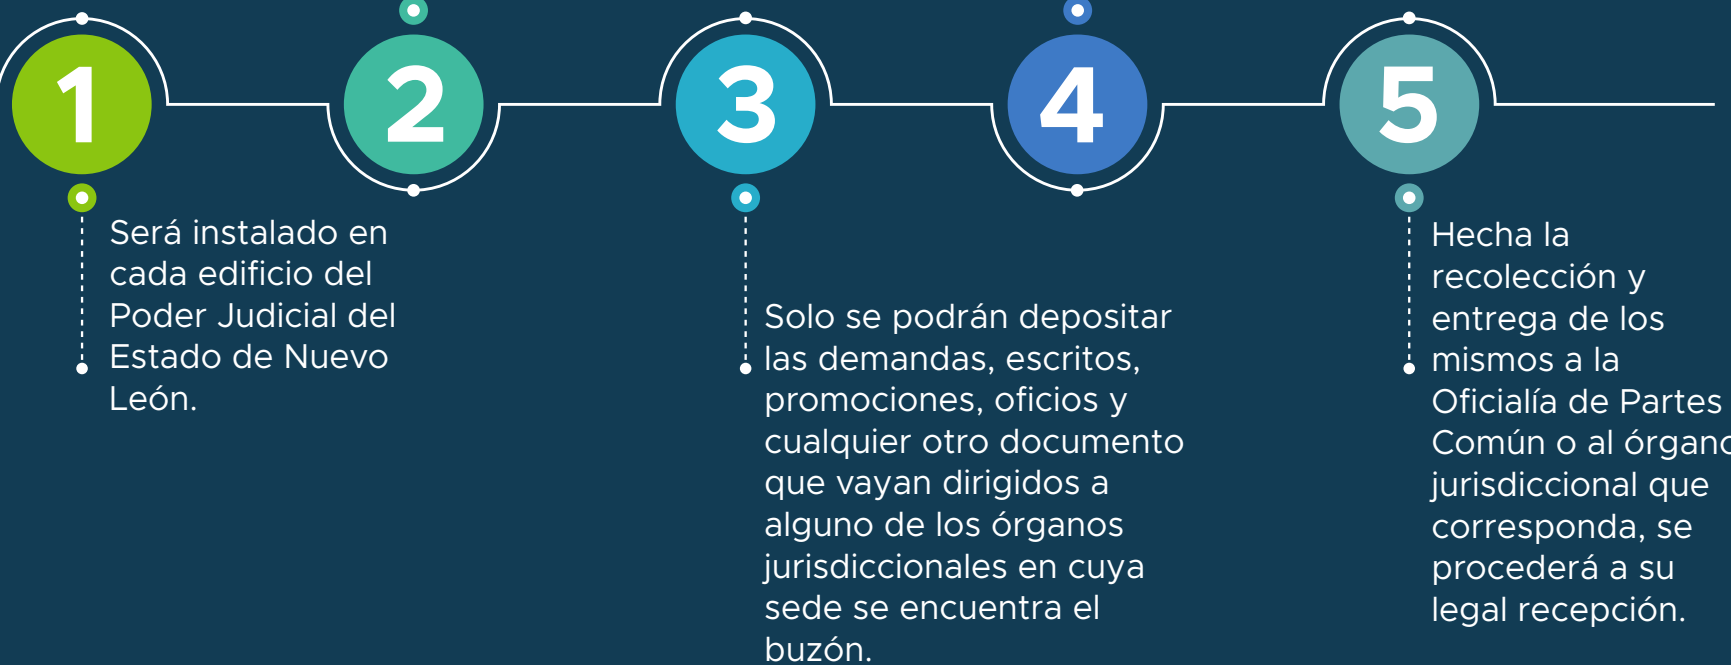 1
2
3
4
5
Será instalado en
cada edificio del
Poder Judicial del
Estado de Nuevo
León.
Solo se podrán depositar
las demandas, escritos,
promociones, oficios y
cualquier otro documento
que vayan dirigidos a
alguno de los órganos
jurisdiccionales en cuya
sede se encuentra el
buzón.
Hecha la
recolección y
entrega de los
mismos a la
Oficialía de Partes
Común o al órgano
jurisdiccional que
corresponda, se
procederá a su
legal recepción.